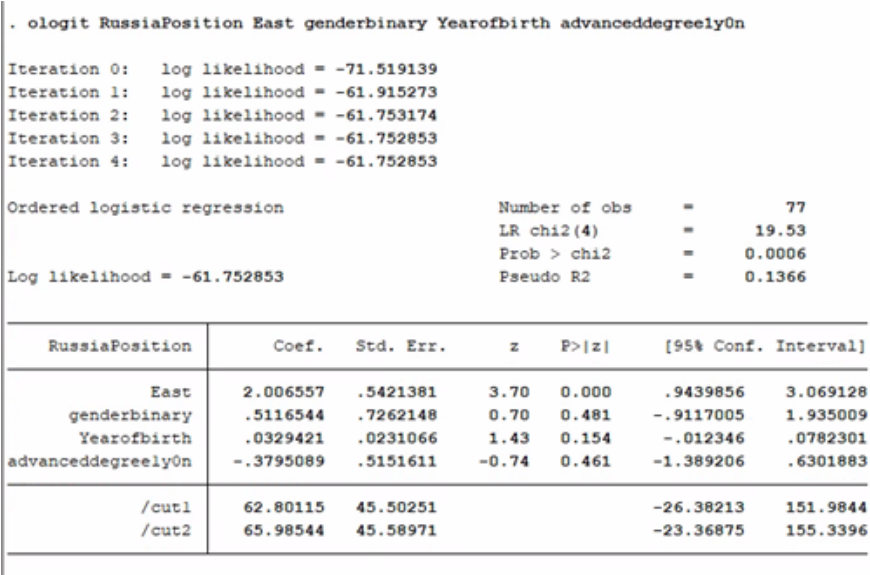 . ologit RussiaPosition East genderbinary Yearofbirth advanceddegree1y0n
Iteration 0:   log likelihood = -71.519139
Iteration 1:   log likelihood = -61.915273
Iteration 2:   log likelihood = -61.753174
Iteration 3:   log likelihood = -61.752853
Iteration 4:   log likelihood = -61.752853
Ordered logistic regression   Number of obs   =   77
LR chi2(4)   =   19.53
Prob > chi2   =   0.0006
Log likelihood = -61.752853   Pseudo R2   =   0.1366
RussiaPosition   Coef.   Std. Err.   z   P>|z|   [95% Conf. Interval]
East   2.006557   .5421381   3.70   0.000   .9439856   3.069128
genderbinary   .5116544   .7262148   0.70   0.481   -.9117005   1.935009
Yearofbirth   .0329421   .0231066   1.43   0.154   -.012346   .0782301
advanceddegree1y0n   -.3795089   .5151611   -0.74   0.461   -1.389206   .6301883
/cut1   62.80115   45.50251   -26.38213   151.9844
/cut2   65.98544   45.58971   -23.36875   155.3396